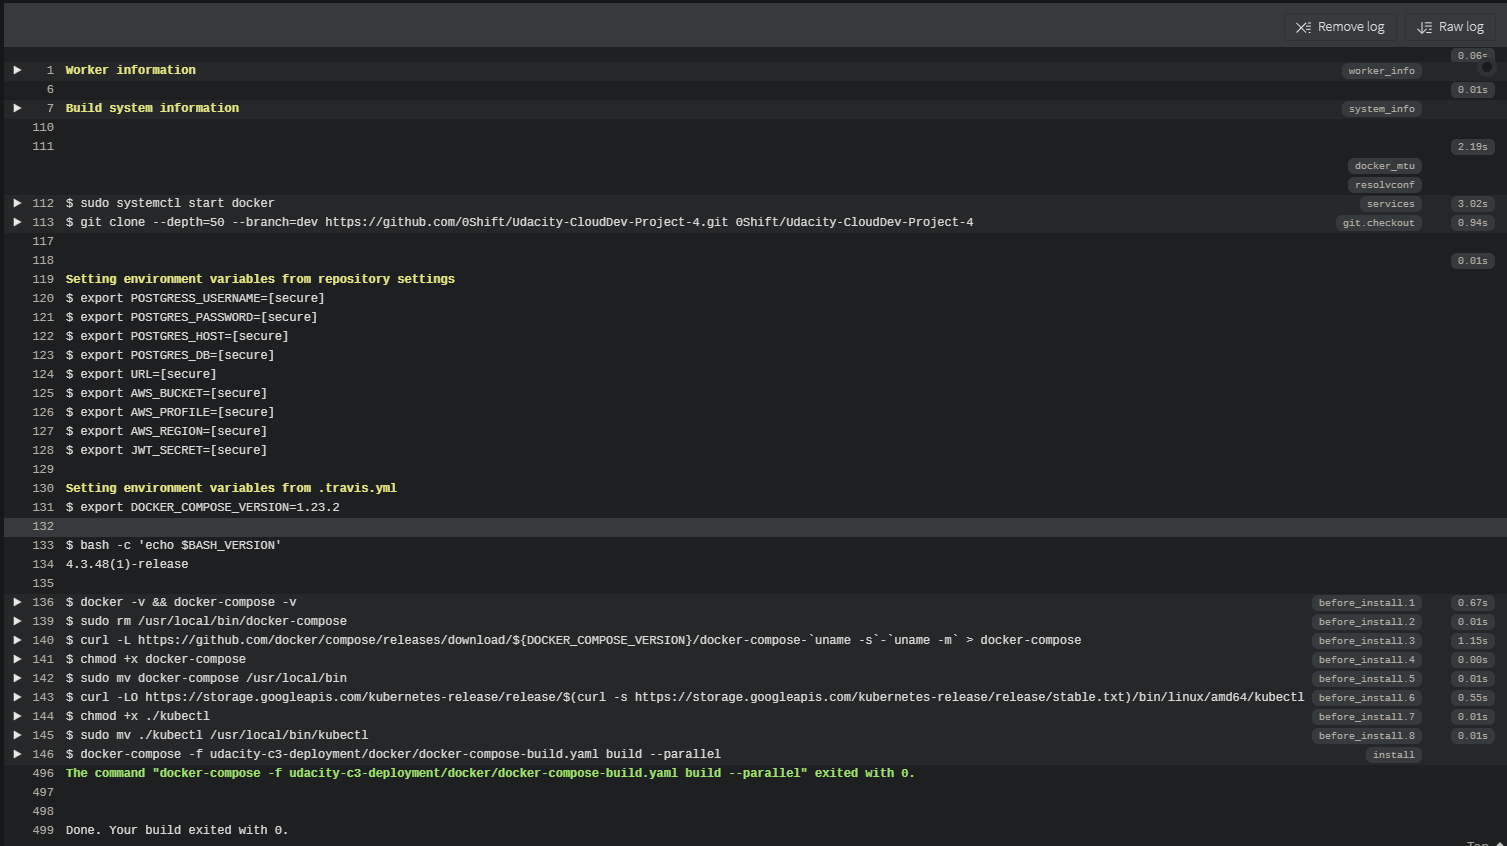 Remove log Raw log
0.06s
1 Worker information worker_info
6 0.01s
7 Build system information system_info
110
111 2.19s
docker_mtu
resolvconf
112 $ sudo systemctl start docker services 3.02s
113 $ git clone --depth=50 --branch=dev https://github.com/0Shift/Udacity-CloudDev-Project-4.git 0Shift/Udacity-CloudDev-Project-4 git.checkout 0.94s
117
118 0.01s
119 Setting environment variables from repository settings
120 $ export POSTGRESS_USERNAME=[secure]
121 $ export POSTGRES_PASSWORD=[secure]
122 $ export POSTGRES_HOST=[secure]
123 $ export POSTGRES_DB=[secure]
124 $ export URL=[secure]
125 $ export AWS_BUCKET=[secure]
126 $ export AWS_PROFILE=[secure]
127 $ export AWS_REGION=[secure]
128 $ export JWT_SECRET=[secure]
129
130 Setting environment variables from .travis.yml
131 $ export DOCKER_COMPOSE_VERSION=1.23.2
132
133 $ bash -c 'echo $BASH_VERSION'
134 4.3.48(1)-release
135
136 $ docker -v && docker-compose -v before_install.1 0.67s
139 $ sudo rm /usr/local/bin/docker-compose before_install.2 0.01s
140 $ curl -L https://github.com/docker/compose/releases/download/${DOCKER_COMPOSE_VERSION}/docker-compose-`uname -s`-`uname -m` > docker-compose before_install.3 1.15s
141 $ chmod +x docker-compose before_install.4 0.00s
142 $ sudo mv docker-compose /usr/local/bin before_install.5 0.01s
143 $ curl -LO https://storage.googleapis.com/kubernetes-release/release/$(curl -s https://storage.googleapis.com/kubernetes-release/release/stable.txt)/bin/linux/amd64/kubectl before_install.6 0.55s
144 $ chmod +x ./kubectl before_install.7 0.01s
145 $ sudo mv ./kubectl /usr/local/bin/kubectl before_install.8 0.01s
146 $ docker-compose -f udacity-c3-deployment/docker/docker-compose-build.yaml build --parallel install
496 The command "docker-compose -f udacity-c3-deployment/docker/docker-compose-build.yaml build --parallel" exited with 0.
497
498
499 Done. Your build exited with 0.
Top